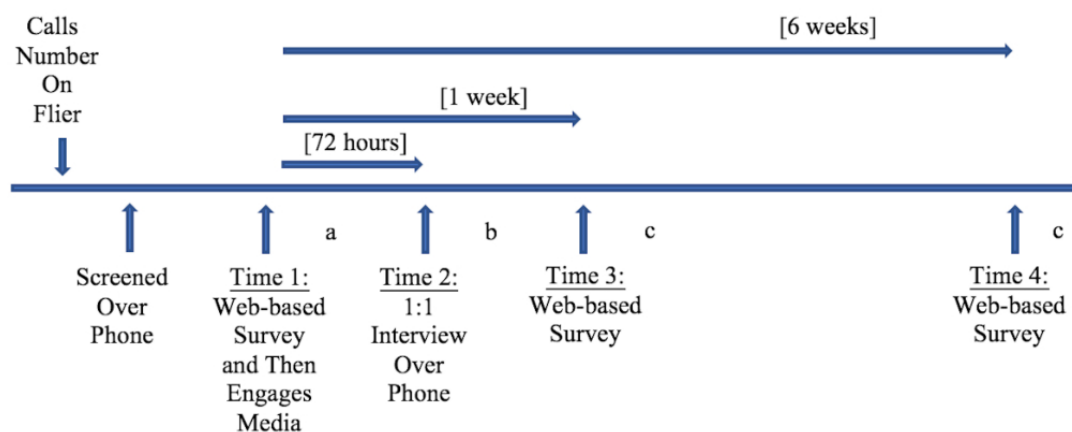 Calls
Number
On
Flier
[6 weeks]
[1 week]
[72 hours]
a
b
c
c
Screened
Over
Phone
Time 1:
Web-based
Survey
and Then
Engages
Media
Time 2:
1:1
Interview
Over
Phone
Time 3:
Web-based
Survey
Time 4:
Web-based
Survey